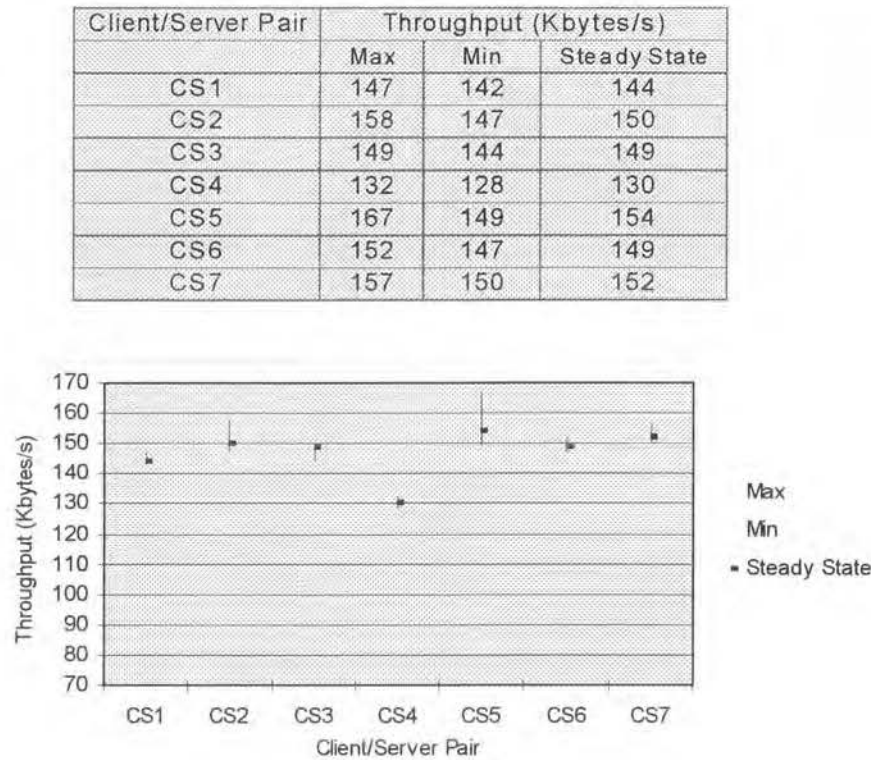 Client/Server Pair Throughput (Kbytes/s)
Max Min Steady State
CS1 147 142 144
CS2 158 147 150
CS3 149 144 149
CS4 132 128 130
CS5 167 149 154
CS6 152 147 149
CS7 157 150 152
170
160
150
140
130
120
110
100
90
80
70
Throughput (Kbytes/s)
CS1 CS2 CS3 CS4 CS5 CS6 CS7
Client/Server Pair
Max
Min
Steady State